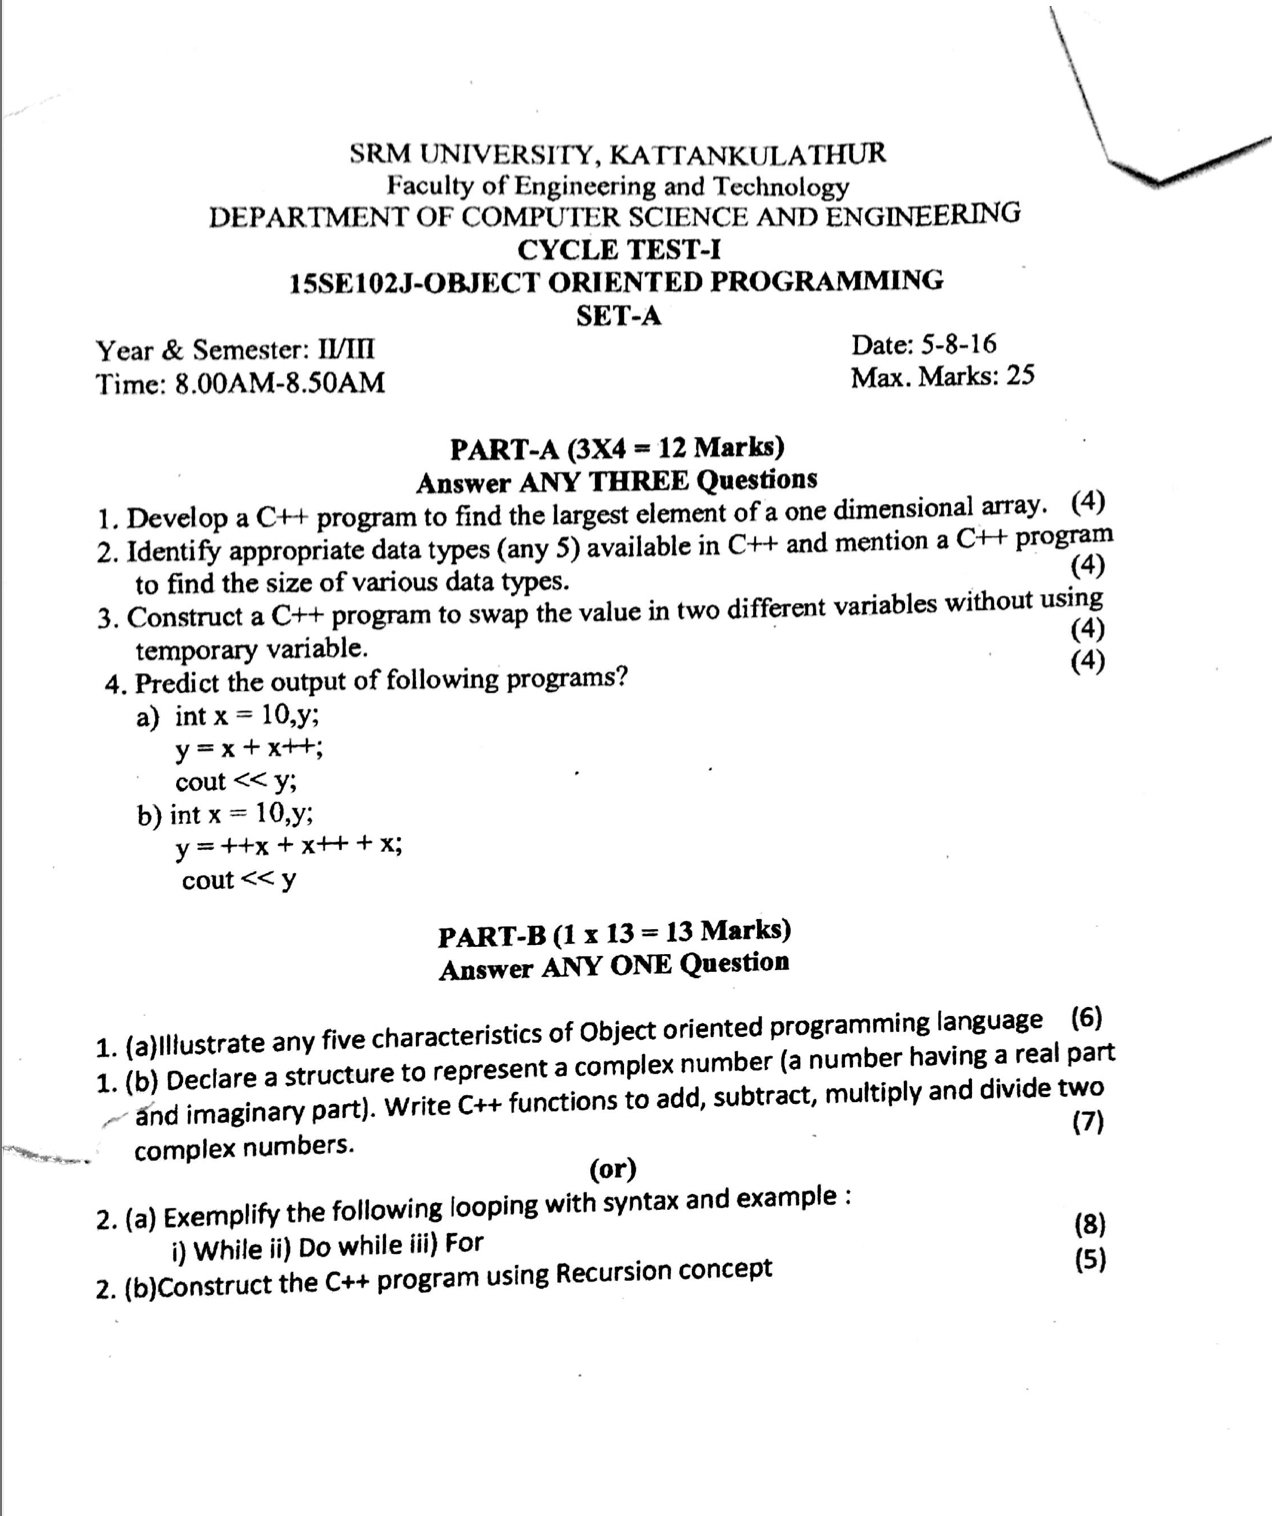 SRM UNIVERSITY, KATTANKULATHUR
Faculty of Engineering and Technology
DEPARTMENT OF COMPUTER SCIENCE AND ENGINEERING
CYCLE TEST-I
15SE102J-OBJECT ORIENTED PROGRAMMING
SET-A
Year & Semester: II/III Date: 5-8-16
Time: 8.00AM-8.50AM Max. Marks: 25
PART-A (3X4 = 12 Marks)
Answer ANY THREE Questions
1. Develop a C++ program to find the largest element of a one dimensional array. (4)
2. Identify appropriate data types (any 5) available in C++ and mention a C++ program
to find the size of various data types. (4)
3. Construct a C++ program to swap the value in two different variables without using
temporary variable. (4)
4. Predict the output of following programs? (4)
a) int x = 10,y;
y = x + x++;
cout << y;
b) int x = 10,y;
y = ++x + x++ + x;
cout << y
PART-B (1 x 13 = 13 Marks)
Answer ANY ONE Question
1. (a)Illustrate any five characteristics of Object oriented programming language (6)
1. (b) Declare a structure to represent a complex number (a number having a real part
and imaginary part). Write C++ functions to add, subtract, multiply and divide two
complex numbers. (7)
(or)
2. (a) Exemplify the following looping with syntax and example :
i) While ii) Do while iii) For (8)
2. (b)Construct the C++ program using Recursion concept (5)